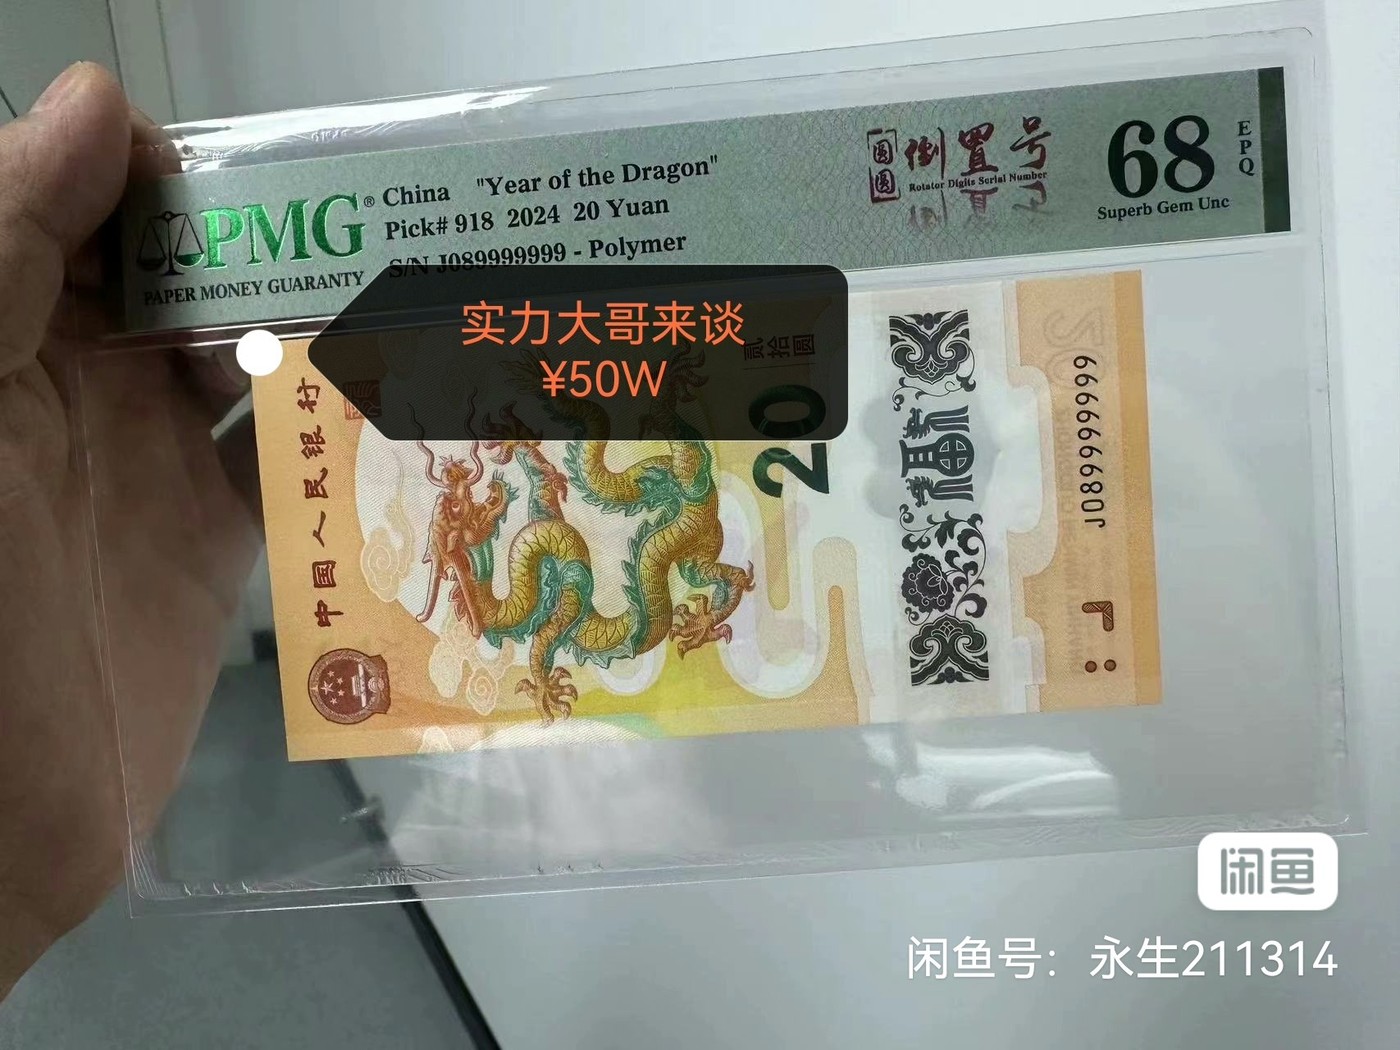 PMG®
PAPER MONEY GUARANTY
China "Year of the Dragon"
Pick# 918 2024 20 Yuan
S/N J089999999 - Polymer
圆圆
倒置号
Rotator Digits Serial Number
68
EPQ
Superb Gem Unc
实力大哥来谈
¥50W
中国人民银行
贰拾圆
20
福
J089999999
闲鱼
闲鱼号：永生211314